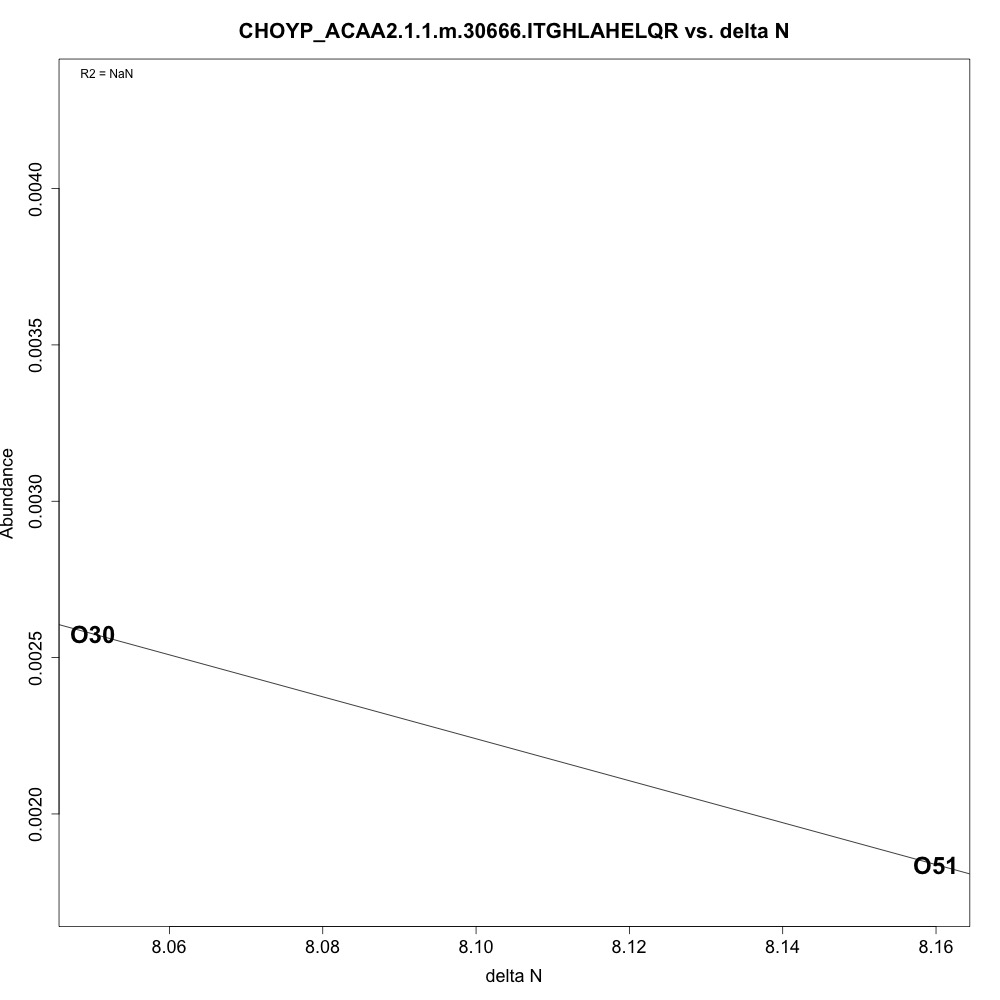 CHOYP_ACAA2.1.1.m.30666.ITGHLAHELQR vs. delta N
R2 = NaN
0.0040
0.0035
0.0030
0.0025
0.0020
Abundance
O30
O51
8.06 8.08 8.10 8.12 8.14 8.16
delta N